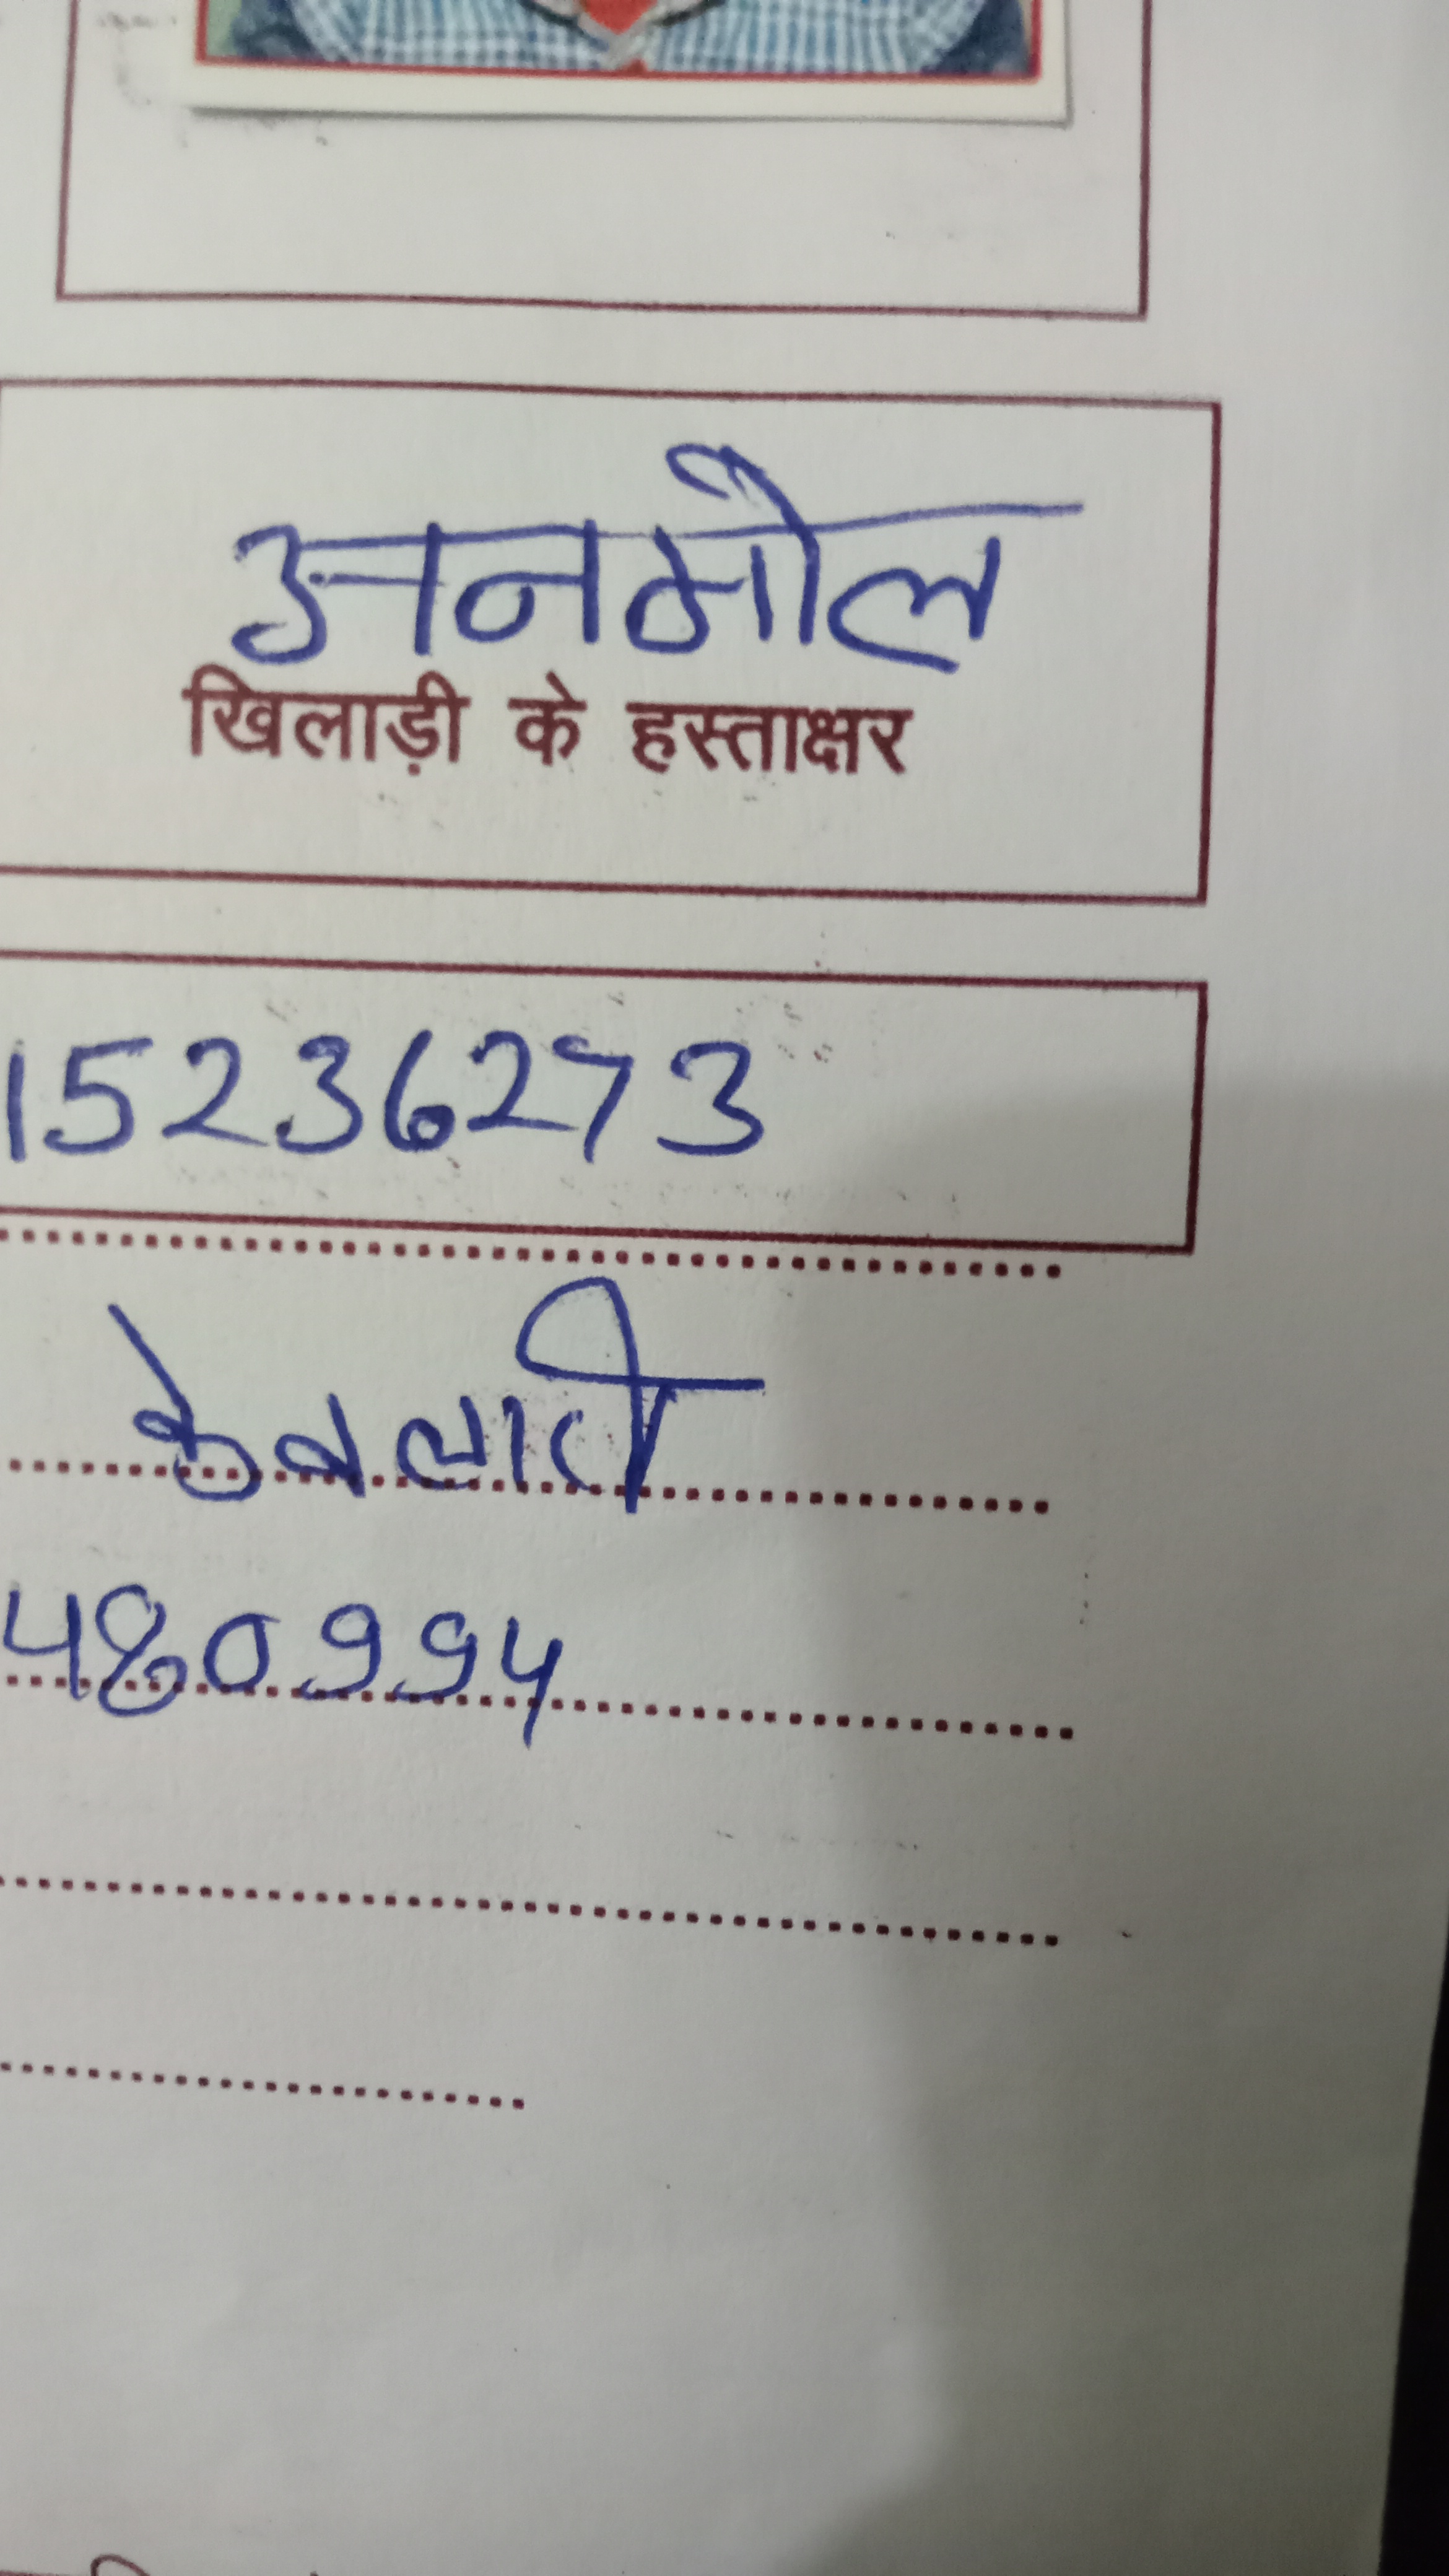 अनमोल
खिलाड़ी के हस्ताक्षर
15236273
केवलारी
480994